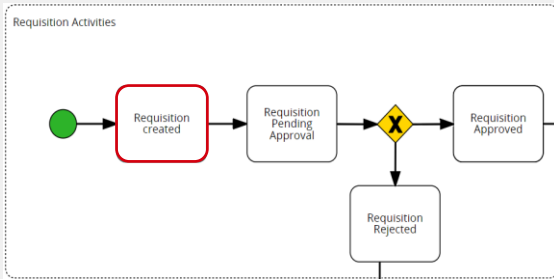 Requisition Activities
Requisition
created
Requisition
Pending
Approval
X
Requisition
Approved
Requisition
Rejected